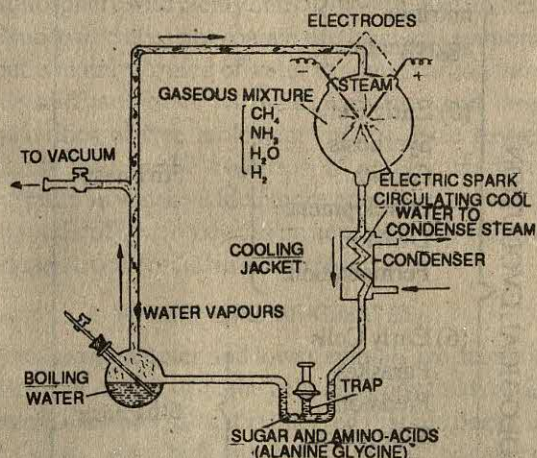 ELECTRODES
− +
STEAM
GASEOUS MIXTURE
CH₄
NH₃
H₂O
H₂
TO VACUUM
ELECTRIC SPARK
CIRCULATING COOL
WATER TO
CONDENSE STEAM
COOLING
JACKET
CONDENSER
WATER VAPOURS
BOILING
WATER
TRAP
SUGAR AND AMINO-ACIDS
(ALANINE GLYCINE)